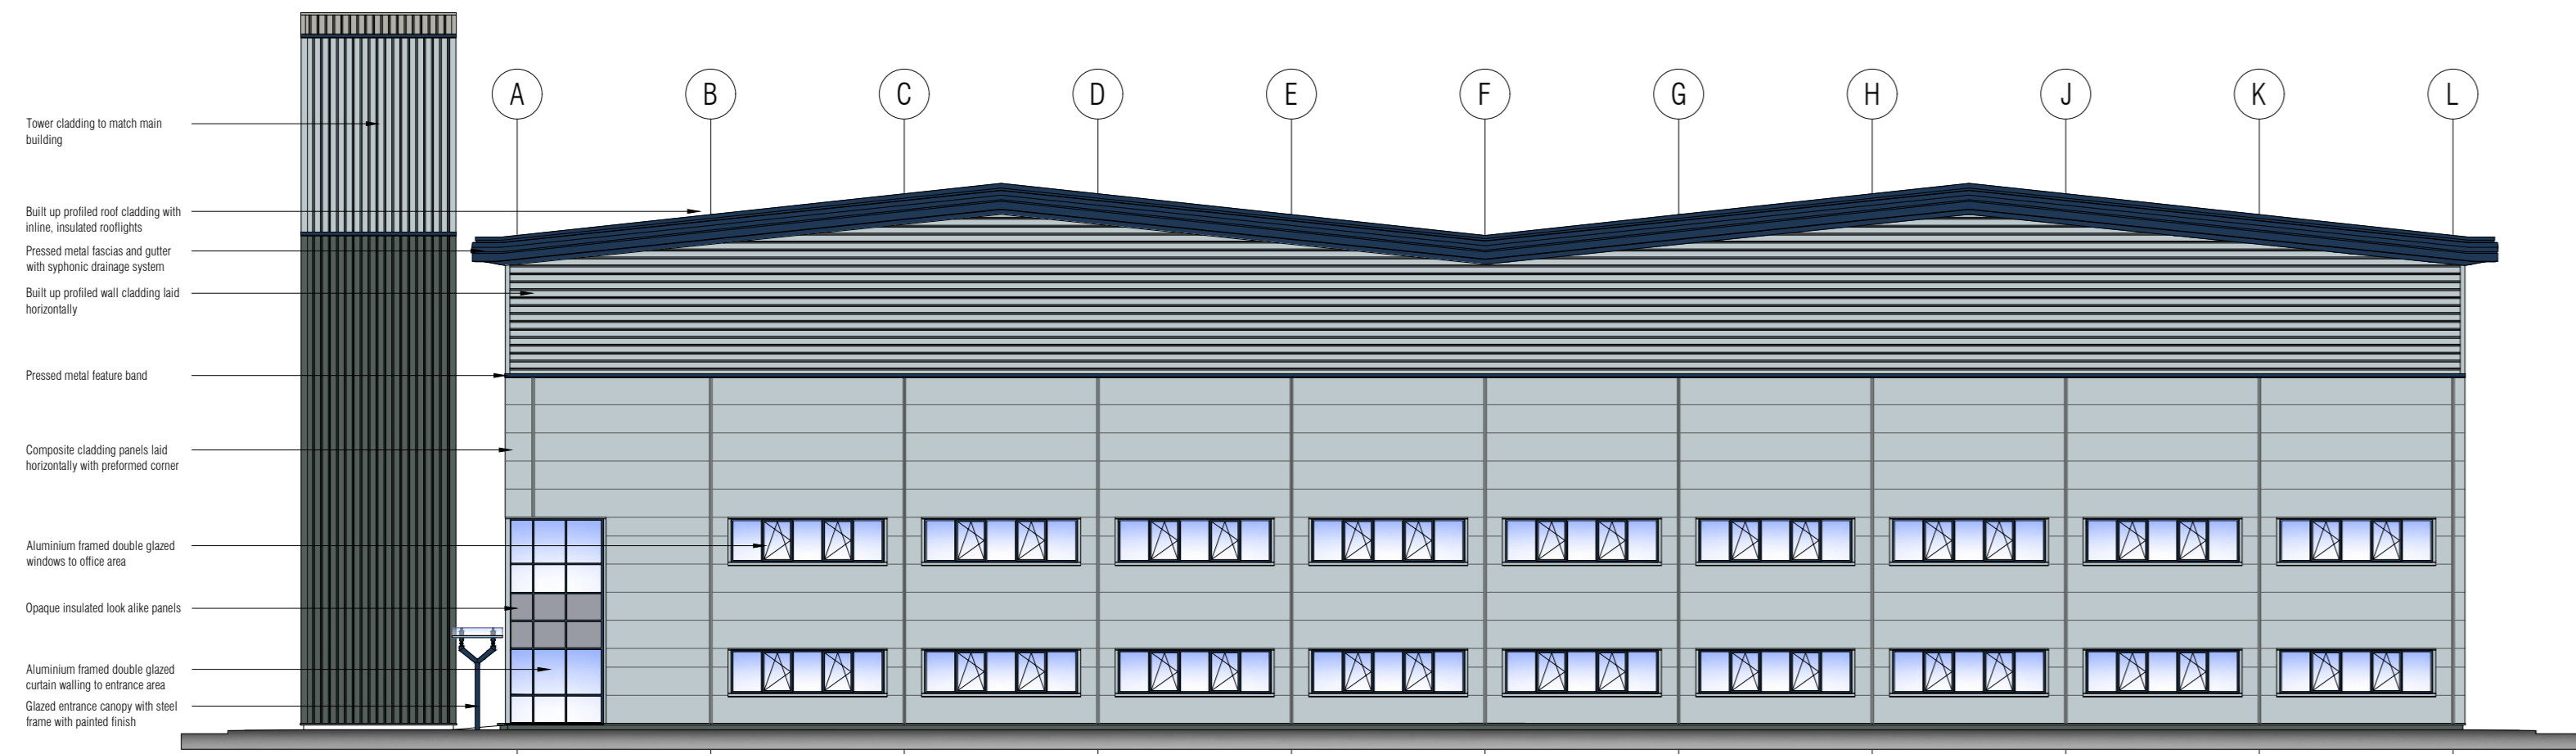 A
B
C
D
E
F
G
H
J
K
L
Tower cladding to match main
building
Built up profiled roof cladding with
inline, insulated rooflights
Pressed metal fascias and gutter
with syphonic drainage system
Built up profiled wall cladding laid
horizontally
Pressed metal feature band
Composite cladding panels laid
horizontally with preformed corner
Aluminium framed double glazed
windows to office area
Opaque insulated look alike panels
Aluminium framed double glazed
curtain walling to entrance area
Glazed entrance canopy with steel
frame with painted finish